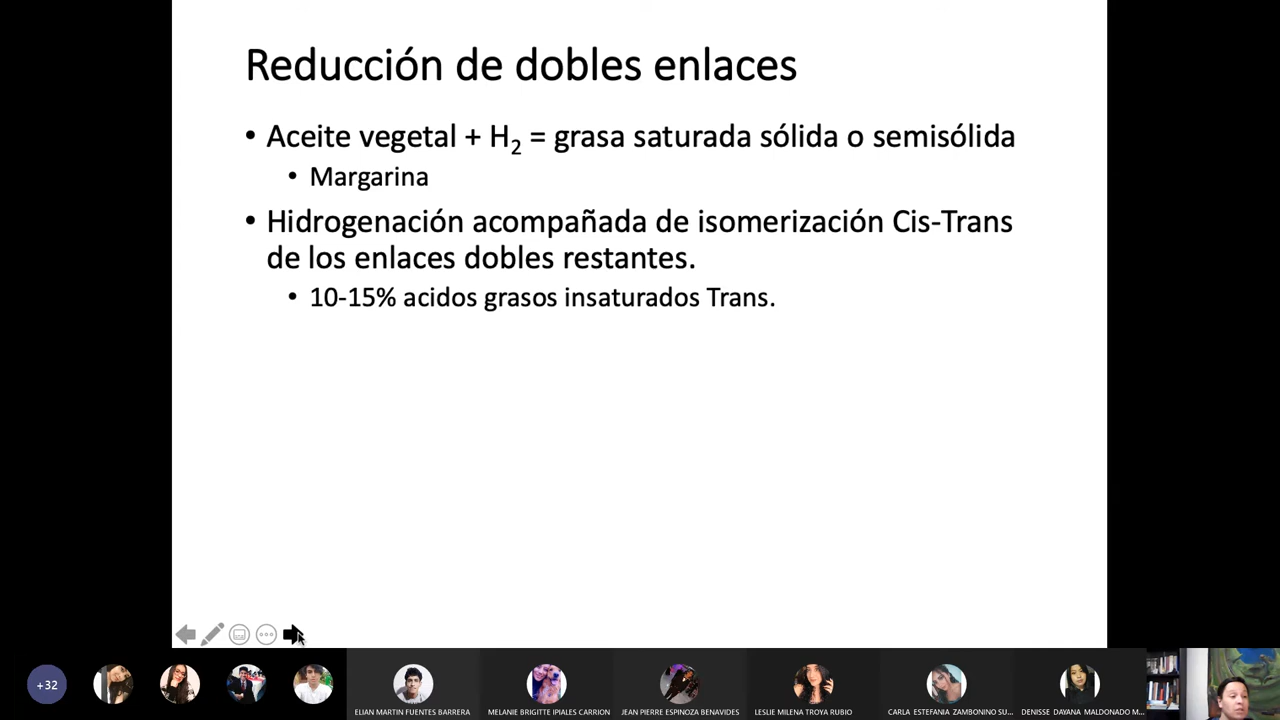 Reducción de dobles enlaces
• Aceite vegetal + H₂ = grasa saturada sólida o semisólida
• Margarina
• Hidrogenación acompañada de isomerización Cis-Trans
de los enlaces dobles restantes.
• 10-15% acidos grasos insaturados Trans.
+32
ELIAN MARTIN FUENTES BARRERA
MELANIE BRIGITTE IPIALES CARRION
JEAN PIERRE ESPINOZA BENAVIDES
LESLIE MILENA TROYA RUBIO
CARLA ESTEFANIA ZAMBONINO SU...
DENISSE DAYANA MALDONADO M...